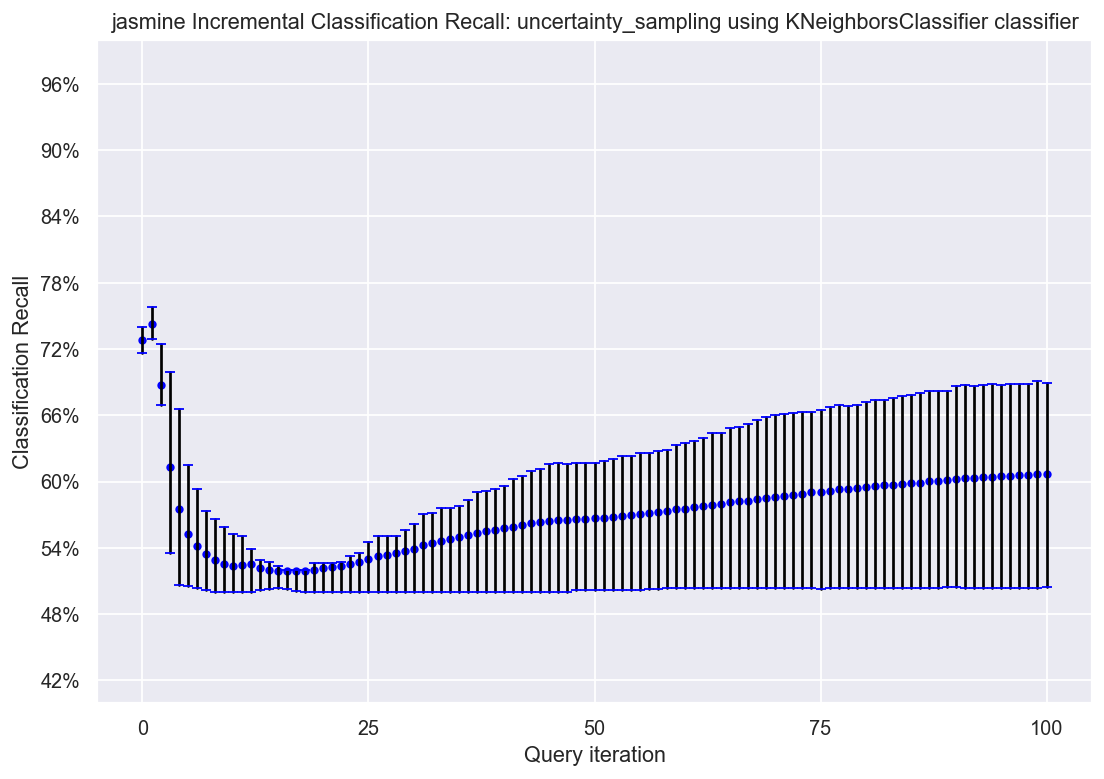 jasmine Incremental Classification Recall: uncertainty_sampling using KNeighborsClassifier classifier
96%
90%
84%
78%
72%
66%
60%
54%
48%
42%
Classification Recall
0 25 50 75 100
Query iteration